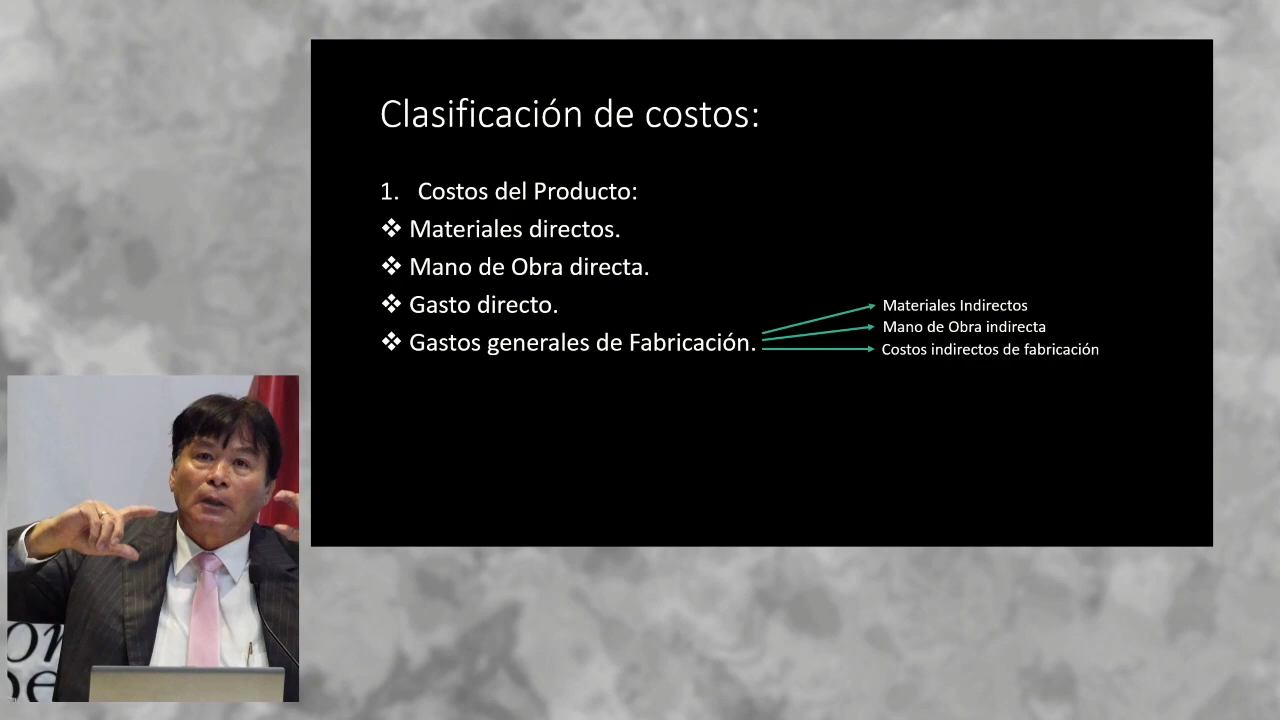 Clasificación de costos:
1. Costos del Producto:
❖ Materiales directos.
❖ Mano de Obra directa.
❖ Gasto directo.
❖ Gastos generales de Fabricación.
Materiales Indirectos
Mano de Obra indirecta
Costos indirectos de fabricación